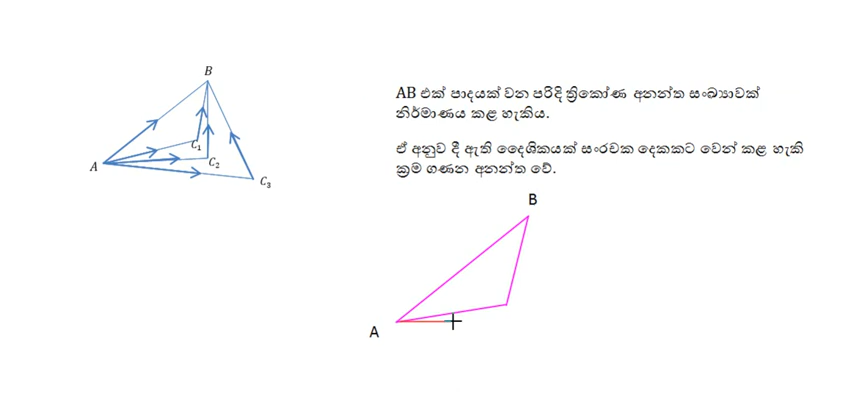 B
A
C₁
C₂
C₃
AB එක් පාදයක් වන පරිදි ත්‍රිකෝණ අනන්ත සංඛ්‍යාවක්
නිර්මාණය කළ හැකිය.
ඒ අනුව දී ඇති දෛශිකයක් සංරචක දෙකකට වෙන් කළ හැකි
ක්‍රම ගණන අනන්ත වේ.
B
A